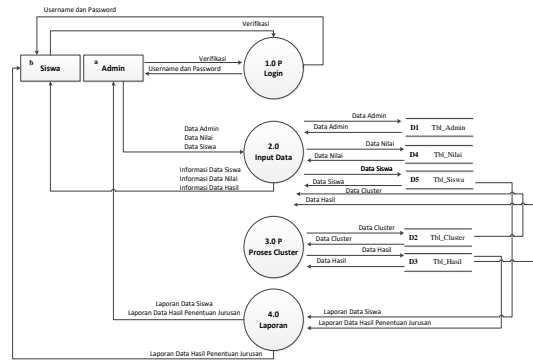 Username dan Password
Verifikasi
b
Siswa
a
Admin
Verifikasi
Username dan Password
1.0 P
Login
Data Admin
Data Nilai
Data Siswa
2.0
Input Data
Informasi Data Siswa
Informasi Data Nilai
Informasi Data Hasil
Data Admin
Data Admin
D1 Tbl_Admin
Data Nilai
Data Nilai
D4 Tbl_Nilai
Data Siswa
Data Siswa
D5 Tbl_Siswa
Data Cluster
Data Hasil
3.0 P
Proses Cluster
Data Cluster
Data Cluster
D2 Tbl_Cluster
Data Hasil
Data Hasil
D3 Tbl_Hasil
4.0
Laporan
Laporan Data Siswa
Laporan Data Hasil Penentuan Jurusan
Laporan Data Siswa
Laporan Data Hasil Penentuan Jurusan
Laporan Data Hasil Penentuan Jurusan